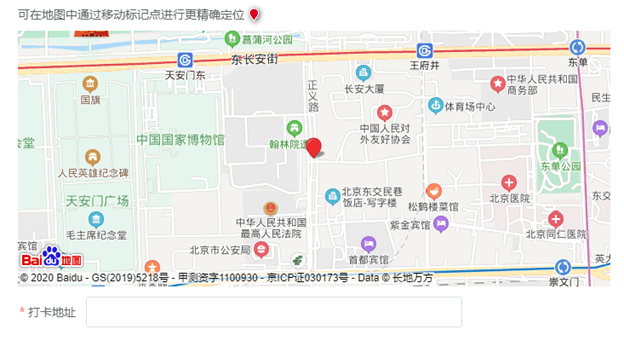 可在地图中通过移动标记点进行更精确定位
菖蒲河公园
东长安街
天安门东
王府井
东单
国旗
正义路
长安大厦
中华人民共和国
商务部
民生
体育场中心
中国国家博物馆
中国人民对
外友好协会
翰林院遗
人民英雄纪念碑
东单公园
天安门广场
北京东交民巷
饭店-写字楼
松鹤楼菜馆
北京医院
东交
毛主席纪念堂
中华人民共和国
最高人民法院
紫金宾馆
北京同仁医院
宾馆
北京市公安局
首都宾馆
英大
Bai du 地图
崇文门
© 2020 Baidu - GS(2019)5218号 - 甲测资字1100930 - 京ICP证030173号 - Data © 长地万方
* 打卡地址